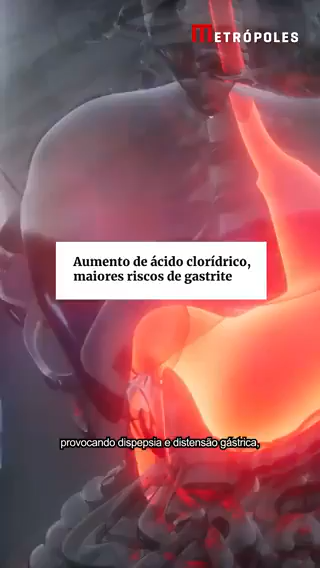 METRÓPOLES
Aumento de ácido clorídrico,
maiores riscos de gastrite
provocando dispepsia e distensão gástrica,